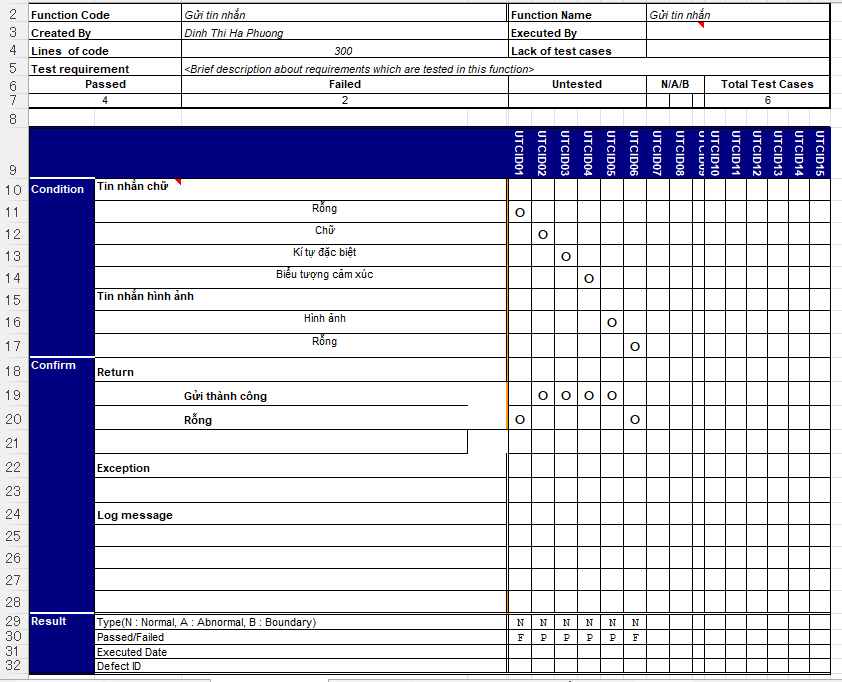 2 Function Code Gửi tin nhắn Function Name Gửi tin nhắn
3 Created By Dinh Thi Ha Phuong Executed By
4 Lines of code 300 Lack of test cases
5 Test requirement <Brief description about requirements which are tested in this function>
6 Passed Failed Untested N/A/B Total Test Cases
7 4 2 6
8
9 UTCID01 UTCID02 UTCID03 UTCID04 UTCID05 UTCID06 UTCID07 UTCID08 UTCID09 UTCID10 UTCID11 UTCID12 UTCID13 UTCID14 UTCID15
10 Condition Tin nhắn chữ
11 Rỗng O
12 Chữ O
13 Kí tự đặc biệt O
14 Biểu tượng cảm xúc O
15 Tin nhắn hình ảnh
16 Hình ảnh O
17 Rỗng O
18 Confirm Return
19 Gửi thành công O O O O
20 Rỗng O O
21
22 Exception
23
24 Log message
25
26
27
28
29 Result Type(N : Normal, A : Abnormal, B : Boundary) N N N N N N
30 Passed/Failed F P P P P F
31 Executed Date
32 Defect ID